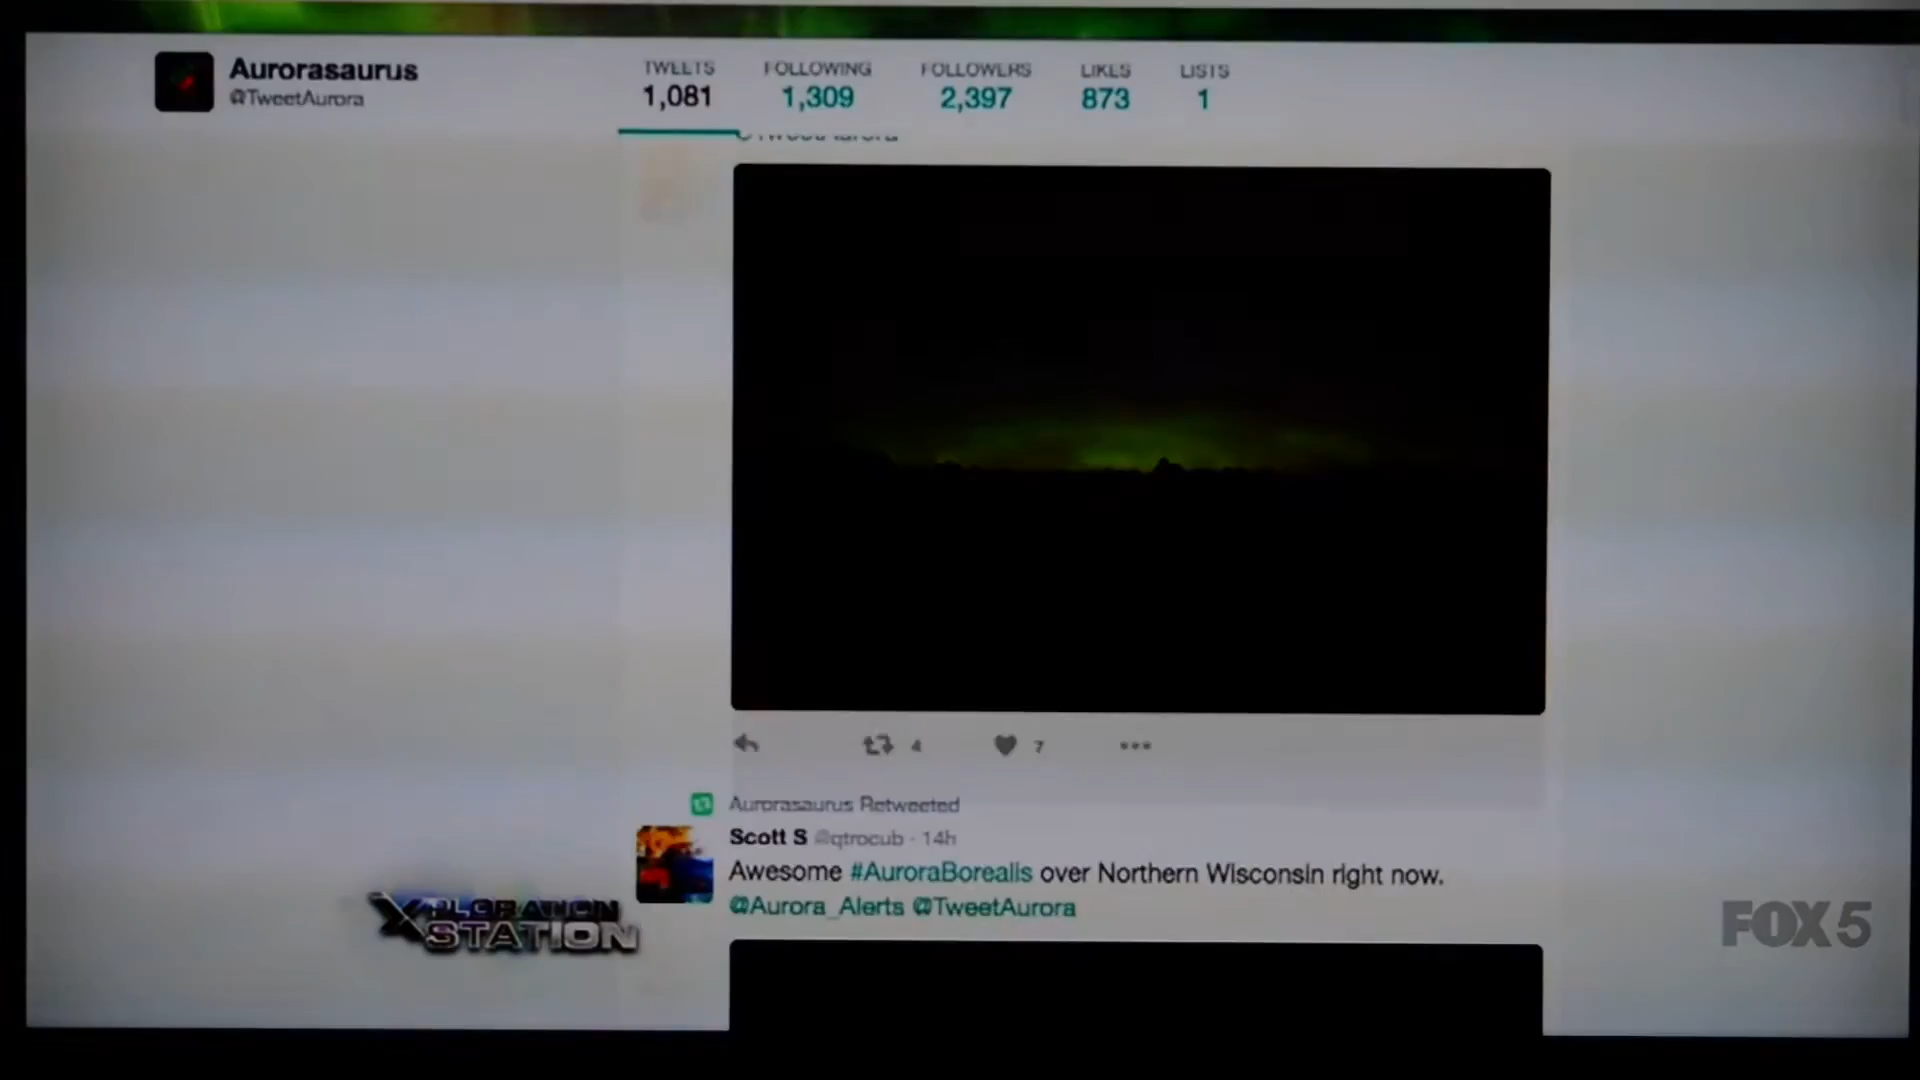 Aurorasaurus
@TweetAurora
TWEETS FOLLOWING FOLLOWERS LIKES LISTS
1,081 1,309 2,397 873 1
@TweetAurora
4 7
Aurorasaurus Retweeted
Scott S @qtrocub · 14h
Awesome #AuroraBorealis over Northern Wisconsin right now.
@Aurora_Alerts @TweetAurora
XPLORATION
STATION
FOX 5